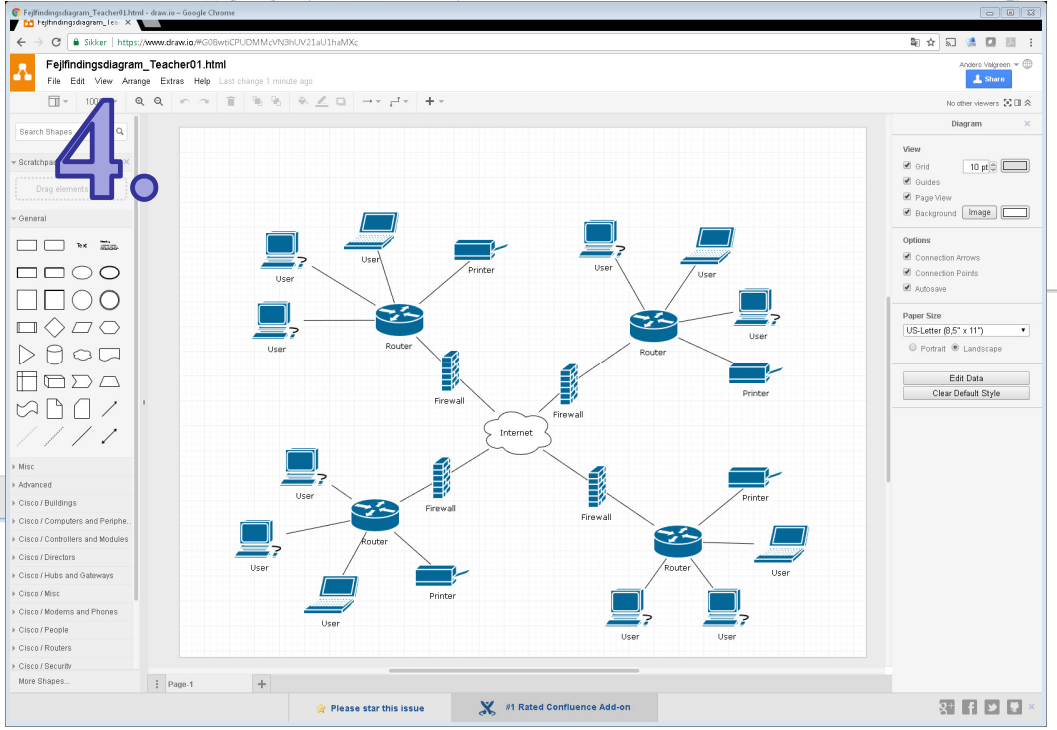 Fejlfindingsdiagram_Teacher01.html - draw.io - Google Chrome
Fejlfindingsdiagram_Tea
Sikker
https://www.draw.io/#G0BwtiCPUDMMcVN3hUV21aU1haMXc
Fejlfindingsdiagram_Teacher01.html
Anders Valgreen
File Edit View Arrange Extras Help Last change 1 minute ago
Share
No other viewers
4.
Search Shapes
Scratchpad
Drag elements
General
Text
Misc
Advanced
Cisco / Buildings
Cisco / Computers and Periphe..
Cisco / Controllers and Modules
Cisco / Directors
Cisco / Hubs and Gateways
Cisco / Misc
Cisco / Modems and Phones
Cisco / People
Cisco / Routers
Cisco / Security
More Shapes...
User
User
Printer
User
Router
Firewall
User
User
User
Router
Printer
Firewall
Internet
User
Firewall
User
Router
Printer
User
Firewall
Printer
User
Router
User
User
Page-1
Please star this issue
#1 Rated Confluence Add-on
Diagram
View
Grid 10 pt
Guides
Page View
Background Image
Options
Connection Arrows
Connection Points
Autosave
Paper Size
US-Letter (8,5" x 11")
Portrait Landscape
Edit Data
Clear Default Style